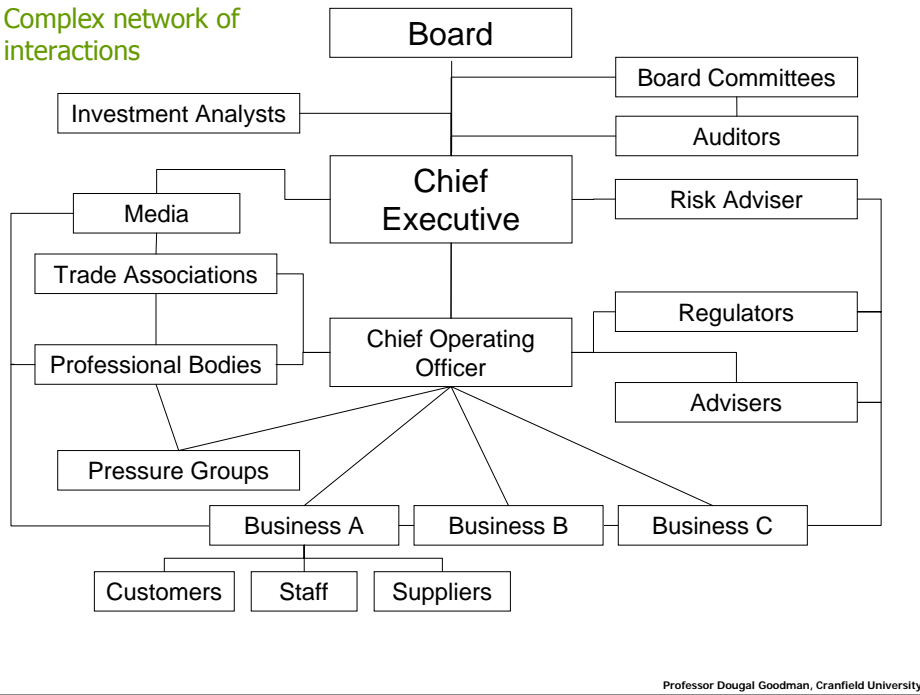 Complex network of
interactions
Board
Board Committees
Investment Analysts
Auditors
Chief
Executive
Risk Adviser
Media
Trade Associations
Regulators
Chief Operating
Officer
Professional Bodies
Advisers
Pressure Groups
Business A
Business B
Business C
Customers
Staff
Suppliers
Professor Dougal Goodman, Cranfield University